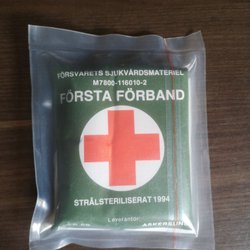 FÖRSVARETS SJUKVÅRDSMATERIEL
M7800-116010-2
FÖRSTA FÖRBAND
STRÅLSTERILISERAT 1994
Leverantör: